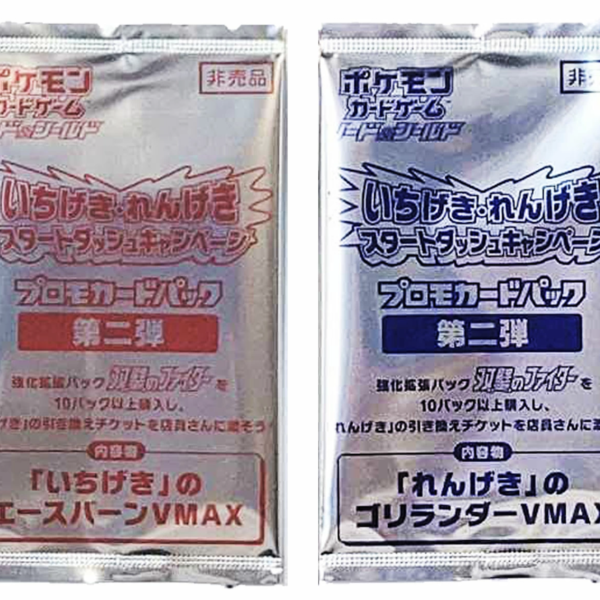 ポケモン
カードゲーム
ード&シールド
非売品
いちげき・れんげき
スタートダッシュキャンペーン
プロモカードパック
第二弾
強化拡張パック 双璧のファイター を
10パック以上購入し、
げき」の引き換えチケットを店員さんに渡そう
内容物
「いちげき」の
エースバーンVMAX
ポケモン
カードゲーム
ード&シールド
非
いちげき・れんげき
スタートダッシュキャンペーン
プロモカードパック
第二弾
強化拡張パック 双璧のファイター を
10パック以上購入し、
れんげき」の引き換えチケットを店員さんに
内容物
「れんげき」の
ゴリランダーVMAX